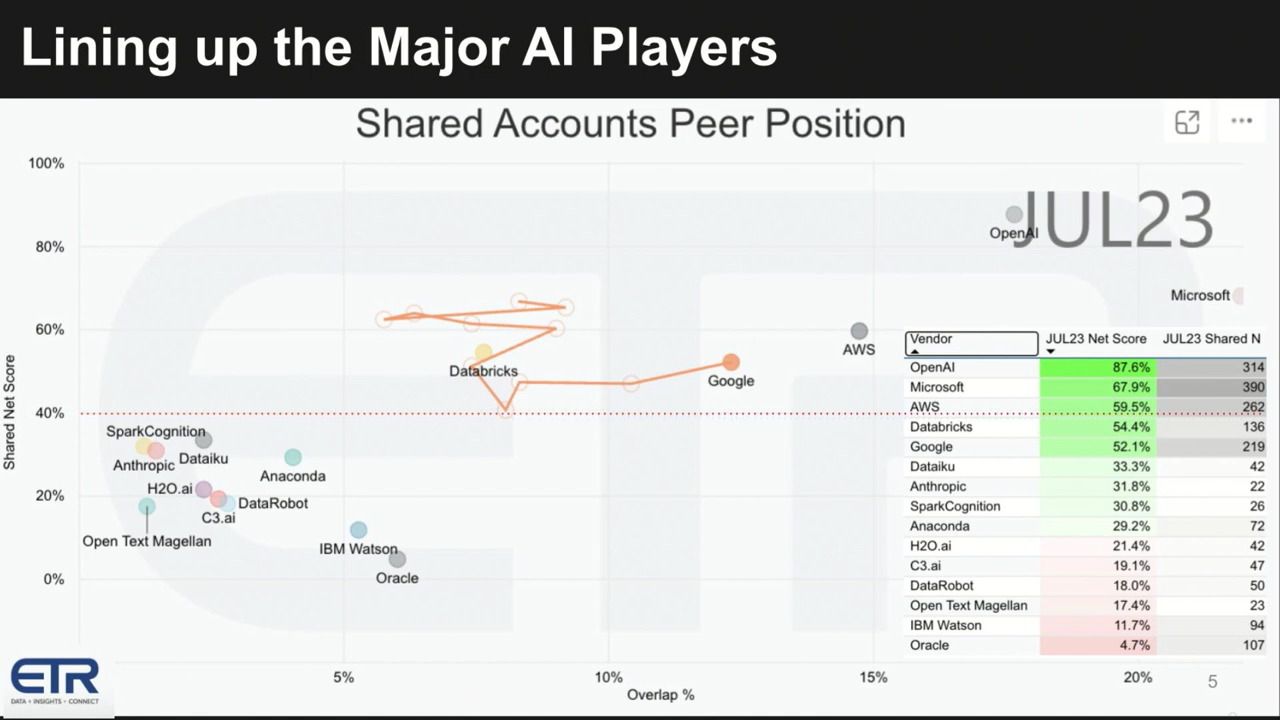 Lining up the Major AI Players
Shared Accounts Peer Position
JUL23
100%
80%
60%
40%
20%
0%
Shared Net Score
OpenAI
Microsoft
AWS
Google
Databricks
SparkCognition
Anthropic
Dataiku
Anaconda
H2O.ai
C3.ai
DataRobot
Open Text Magellan
IBM Watson
Oracle
Vendor JUL23 Net Score JUL23 Shared N
OpenAI 87.6% 314
Microsoft 67.9% 390
AWS 59.5% 262
Databricks 54.4% 136
Google 52.1% 219
Dataiku 33.3% 42
Anthropic 31.8% 22
SparkCognition 30.8% 26
Anaconda 29.2% 72
H2O.ai 21.4% 42
C3.ai 19.1% 47
DataRobot 18.0% 50
Open Text Magellan 17.4% 23
IBM Watson 11.7% 94
Oracle 4.7% 107
5% 10% 15% 20%
Overlap %
5
ETR
DATA + INSIGHTS + CONNECT